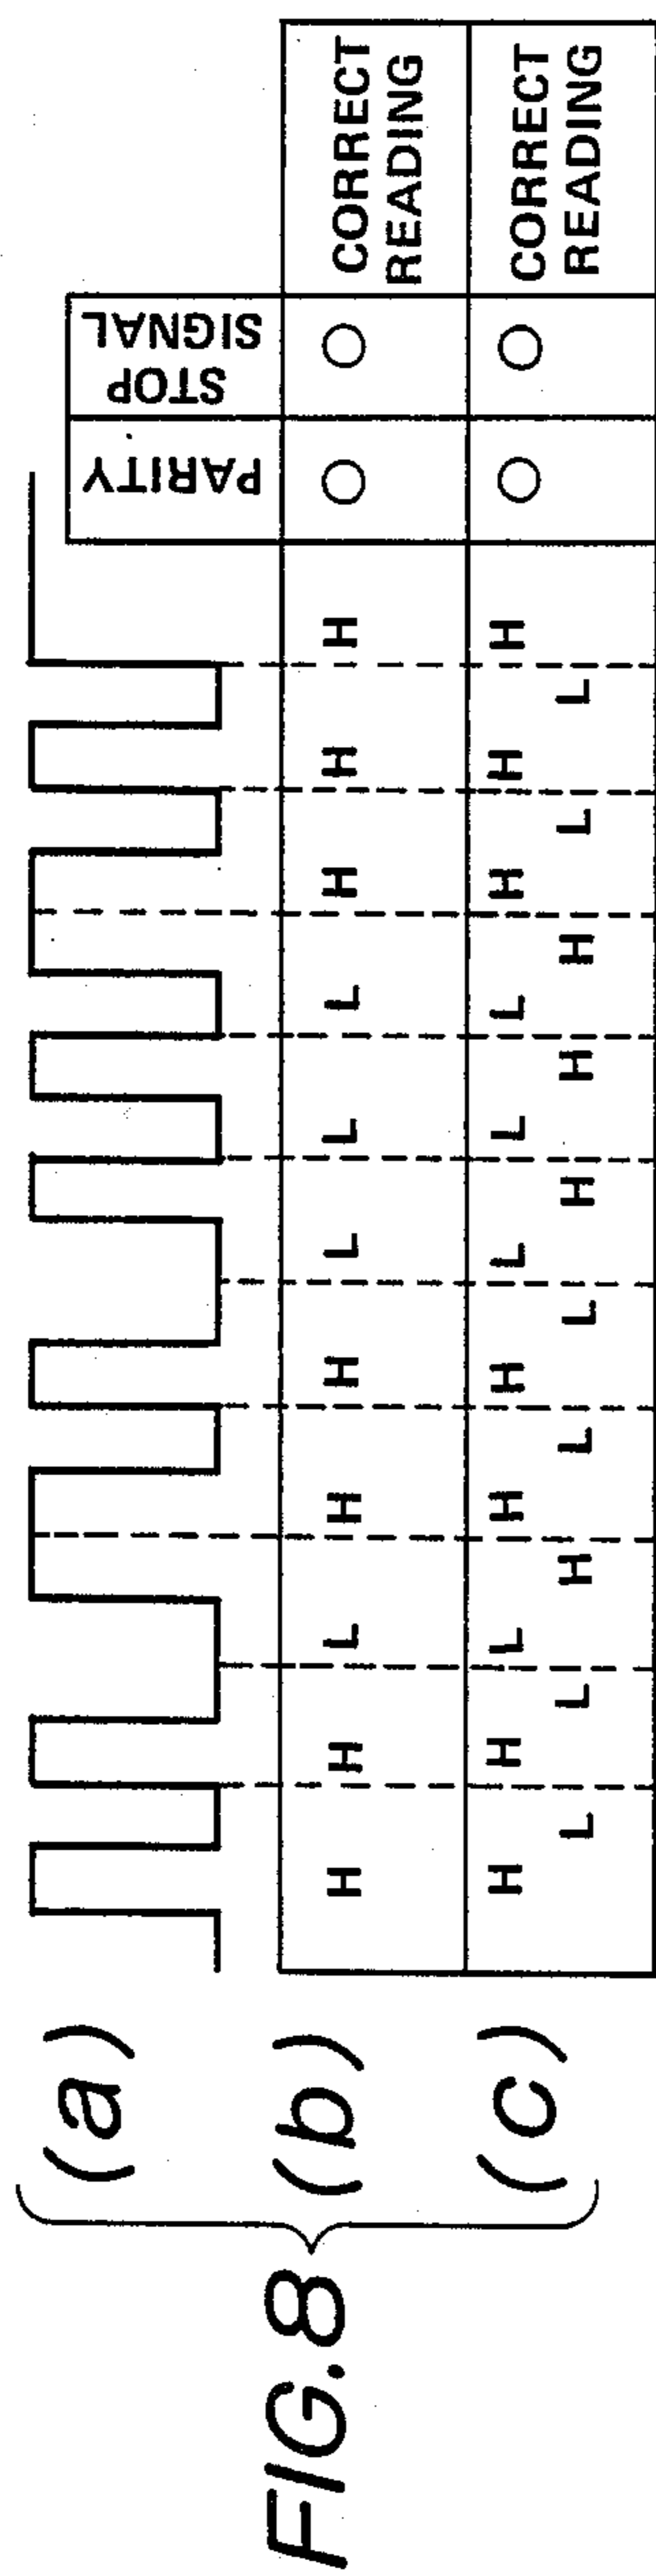 FIG.8
(a)
PARITY
STOP
SIGNAL
(b) H H L H H L L L H H H ○ ○ CORRECT
READING
(c) H H L H H L L L H H H ○ ○ CORRECT
L L H L L H H H L L READING